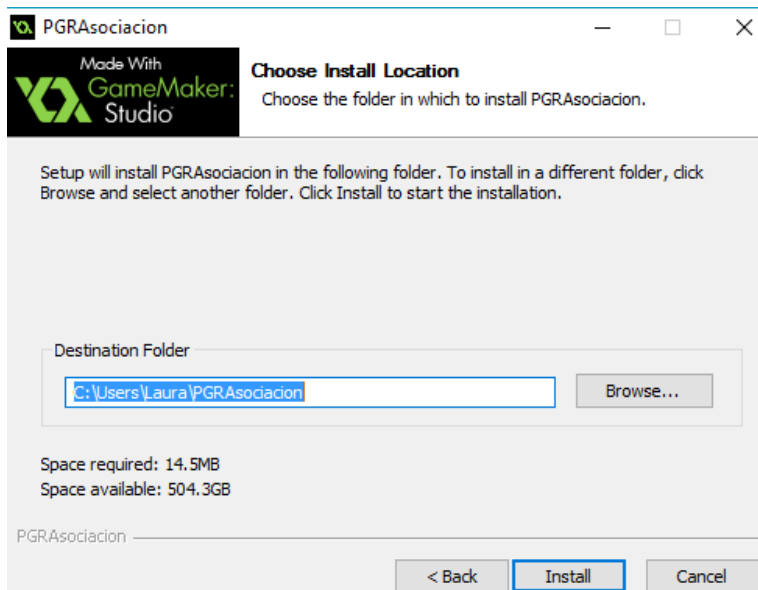 PGRAsociacion
Made With
GameMaker:
Studio
Choose Install Location
Choose the folder in which to install PGRAsociacion.
Setup will install PGRAsociacion in the following folder. To install in a different folder, click
Browse and select another folder. Click Install to start the installation.
Destination Folder
C:\Users\Laura\PGRAsociacion
Browse...
Space required: 14.5MB
Space available: 504.3GB
PGRAsociacion
< Back
Install
Cancel